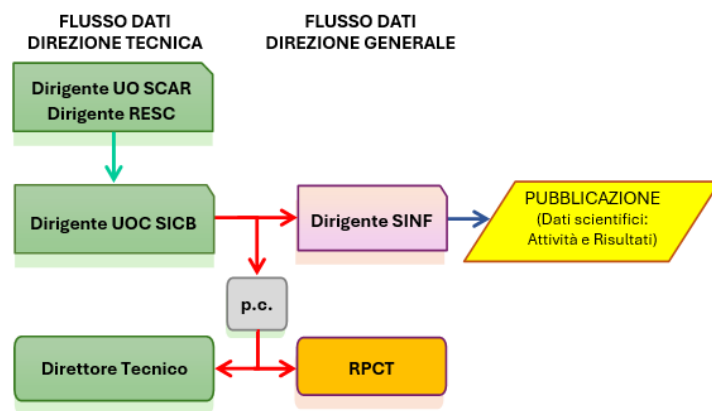 FLUSSO DATI
DIREZIONE TECNICA
FLUSSO DATI
DIREZIONE GENERALE
Dirigente UO SCAR
Dirigente RESC
Dirigente UOC SICB
Dirigente SINF
PUBBLICAZIONE
(Dati scientifici:
Attività e Risultati)
p.c.
Direttore Tecnico
RPCT